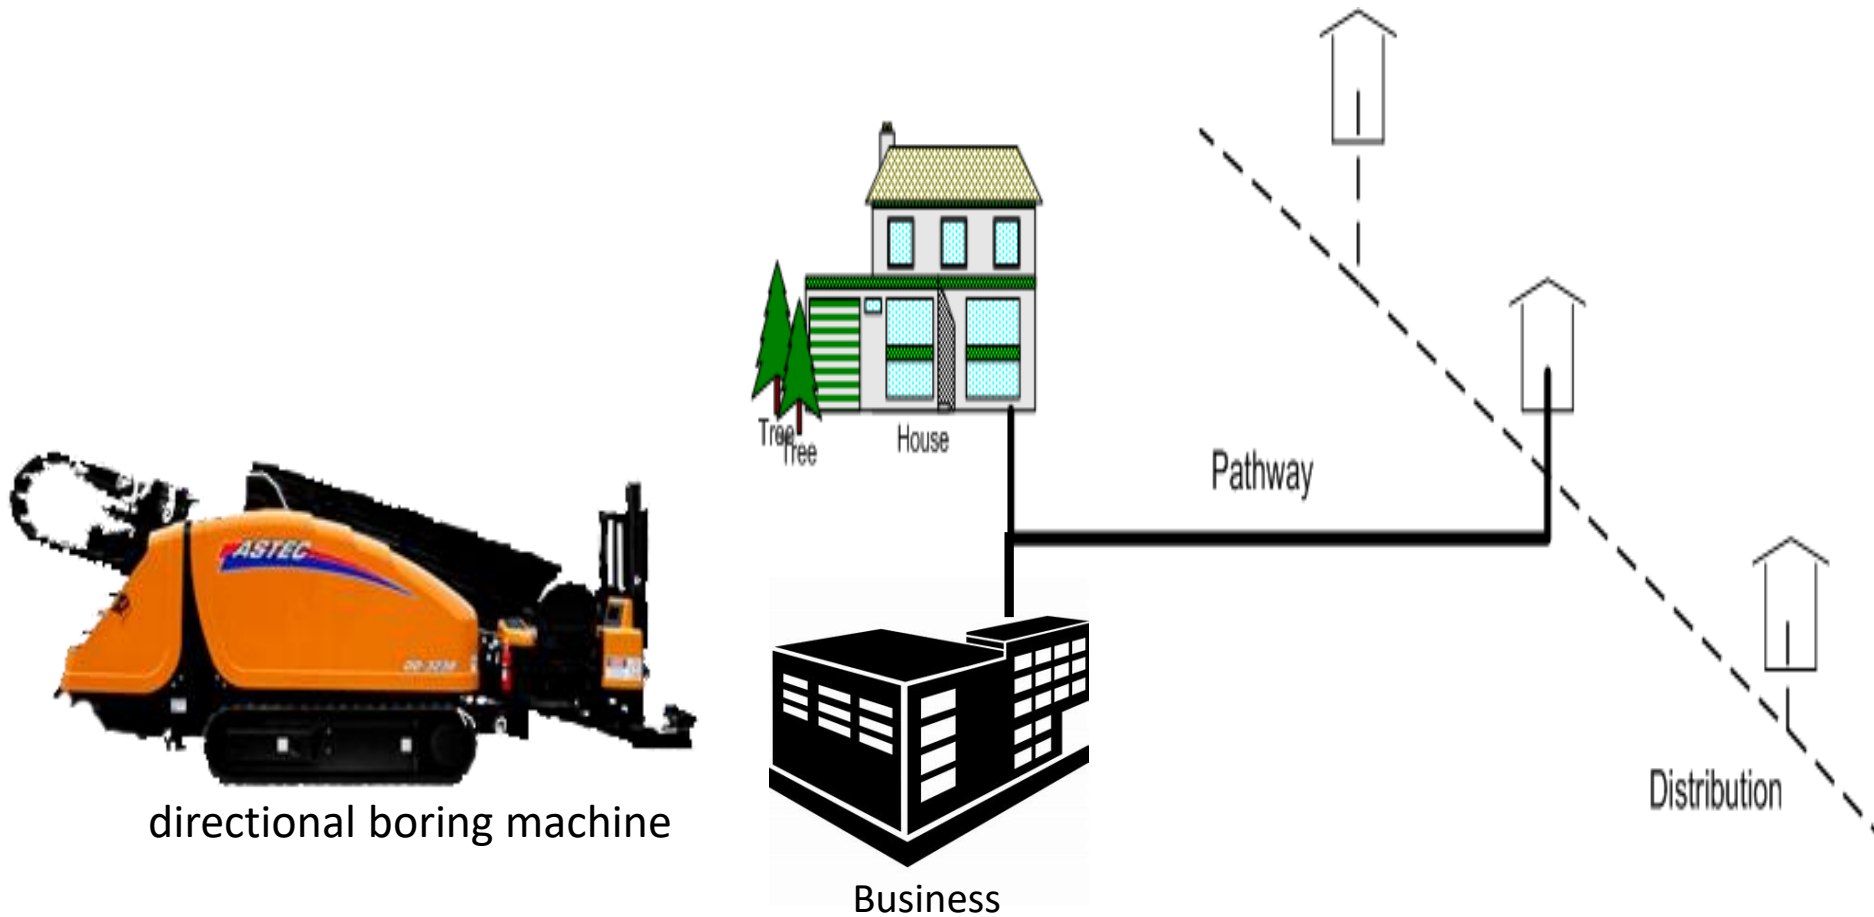 House
Tree
Tree
Pathway
ASTEC
Distribution
directional boring machine
Business